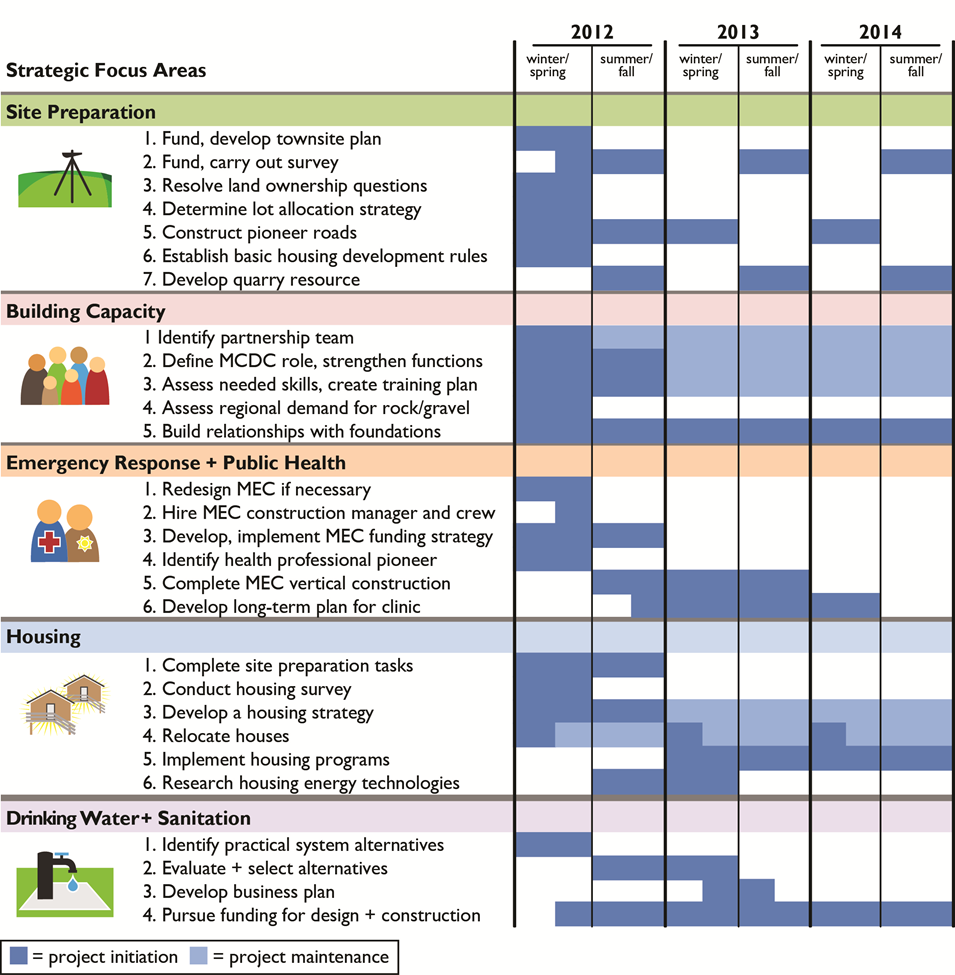 2012 2013 2014
Strategic Focus Areas
winter/ spring summer/ fall winter/ spring summer/ fall winter/ spring summer/ fall
Site Preparation
1. Fund, develop townsite plan
2. Fund, carry out survey
3. Resolve land ownership questions
4. Determine lot allocation strategy
5. Construct pioneer roads
6. Establish basic housing development rules
7. Develop quarry resource
Building Capacity
1 Identify partnership team
2. Define MCDC role, strengthen functions
3. Assess needed skills, create training plan
4. Assess regional demand for rock/gravel
5. Build relationships with foundations
Emergency Response + Public Health
1. Redesign MEC if necessary
2. Hire MEC construction manager and crew
3. Develop, implement MEC funding strategy
4. Identify health professional pioneer
5. Complete MEC vertical construction
6. Develop long-term plan for clinic
Housing
1. Complete site preparation tasks
2. Conduct housing survey
3. Develop a housing strategy
4. Relocate houses
5. Implement housing programs
6. Research housing energy technologies
Drinking Water+ Sanitation
1. Identify practical system alternatives
2. Evaluate + select alternatives
3. Develop business plan
4. Pursue funding for design + construction
= project initiation = project maintenance